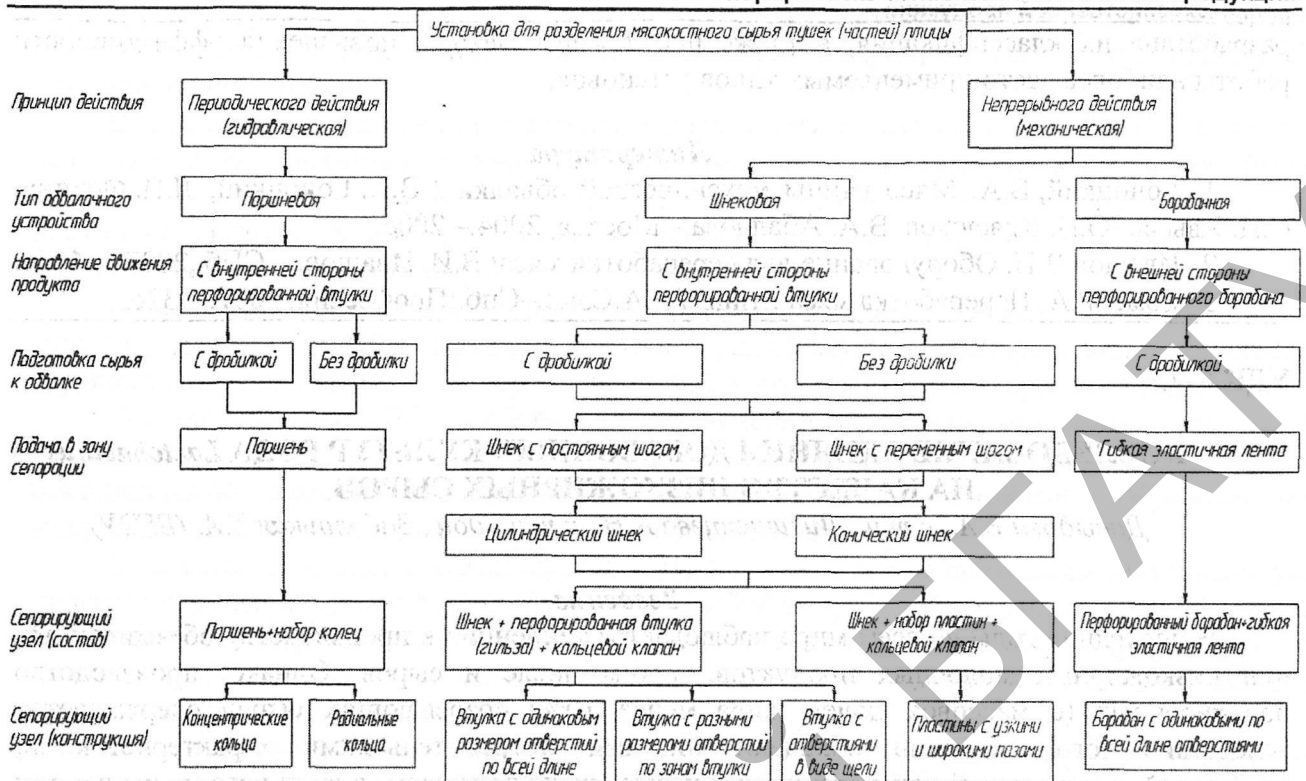 Установка для разделения мясокостного сырья тушек (частей) птицы
Принцип действия
Периодического действия
(гидравлическая)
Непрерывного действия
(механическая)
Тип обвалочного
устройства
Поршневая
Шнековая
Барабанная
Направление движения
продукта
С внутренней стороны
перфорированной втулки
С внутренней стороны
перфорированной втулки
С внешней стороны
перфорированного барабана
Подготовка сырья
к обвалке
С дробилкой
Без дробилки
С дробилкой
Без дробилки
С дробилкой
Подача в зону
сепарации
Поршень
Шнек с постоянным шагом
Шнек с переменным шагом
Гибкая эластичная лента
Цилиндрический шнек
Конический шнек
Сепарирующий
узел (состав)
Поршень+набор колец
Шнек + перфорированная втулка
(гильза) + кольцевой клапан
Шнек + набор пластин +
кольцевой клапан
Перфорированный барабан+гибкая
эластичная лента
Сепарирующий
узел (конструкция)
Концентрические
кольца
Радиальные
кольца
Втулка с одинаковым
размером отверстий
по всей длине
Втулка с разными
размерами отверстий
по зонам втулки
Втулка с
отверстиями
в виде щели
Пластины с узкими
и широкими пазами
Барабан с одинаковыми по
всей длине отверстиями
БГАТУ